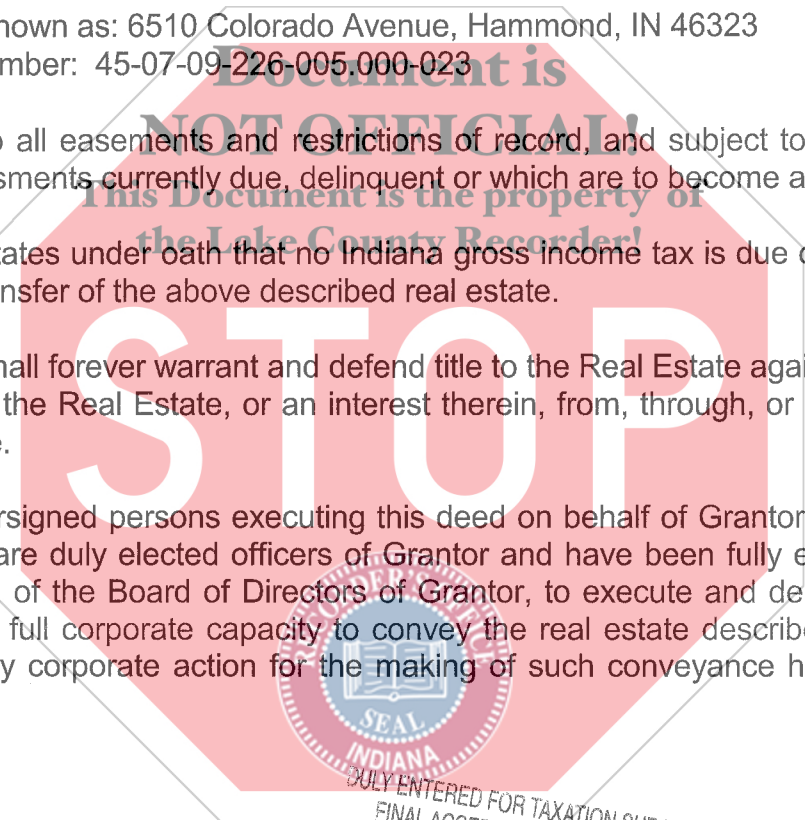 nown as: 6510 Colorado Avenue, Hammond, IN 46323
mber: 45-07-09-226-005.000-023
Document is
o all easements and restrictions of record, and subject to
NOT OFFICIAL!
sments currently due, delinquent or which are to become a
This Document is the property of
tates under oath that no Indiana gross income tax is due
the Lake County Recorder!
nsfer of the above described real estate.
hall forever warrant and defend title to the Real Estate agai
the Real Estate, or an interest therein, from, through, or
e.
STOP
rsigned persons executing this deed on behalf of Grantor
are duly elected officers of Grantor and have been fully e
of the Board of Directors of Grantor, to execute and de
full corporate capacity to convey the real estate describ
y corporate action for the making of such conveyance h
RECORDER'S OFFICE
SEAL
INDIANA
DULY ENTERED FOR TAXATION